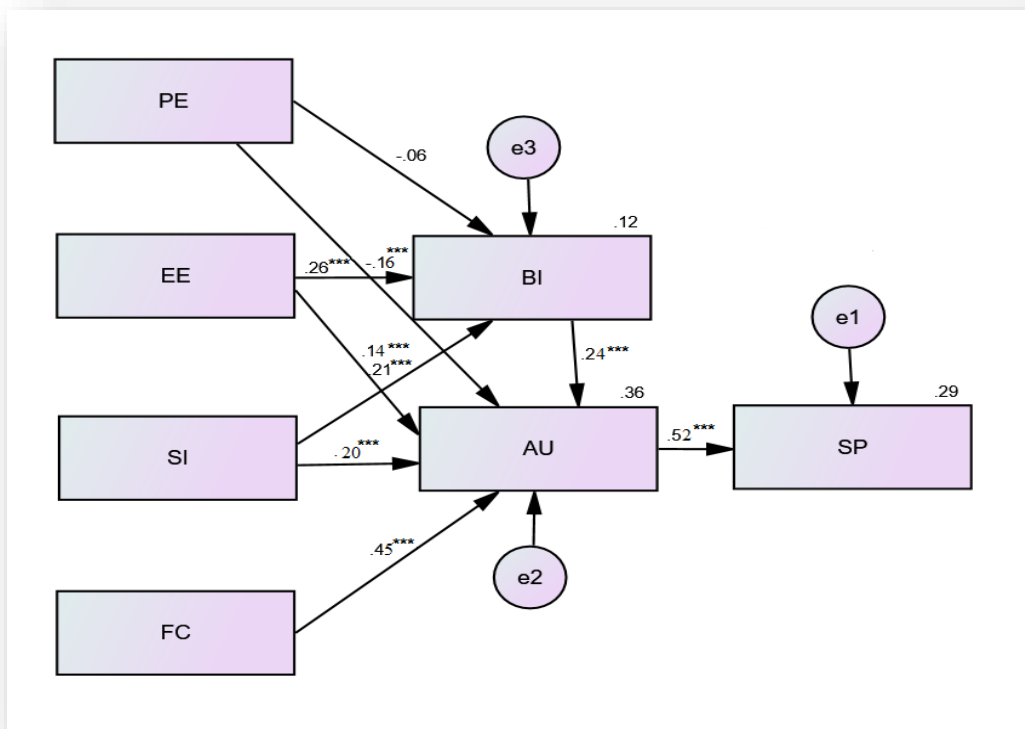 PE
-.06
e3
.12
EE
.26***
-.16***
BI
e1
.14***
.21***
.24***
.36
.29
SI
.20***
AU
.52***
SP
.45***
e2
FC